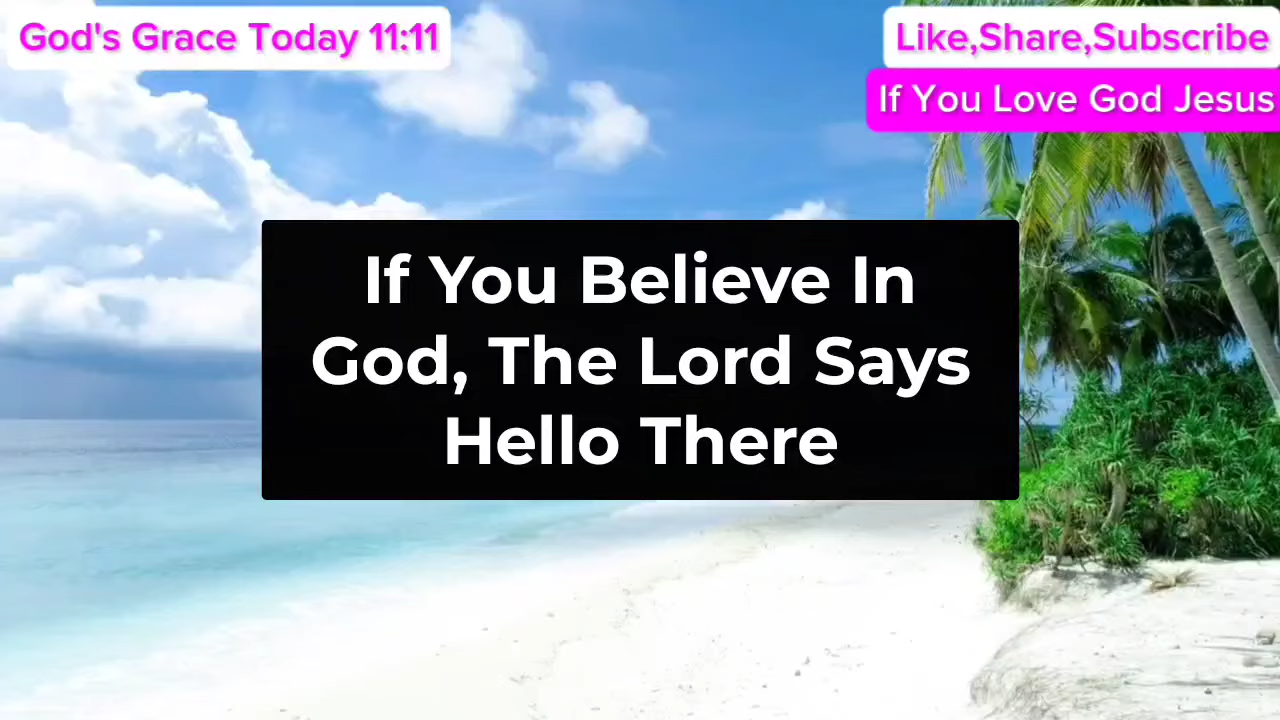 God's Grace Today 11:11
Like,Share,Subscribe
If You Love God Jesus
If You Believe In
God, The Lord Says
Hello There